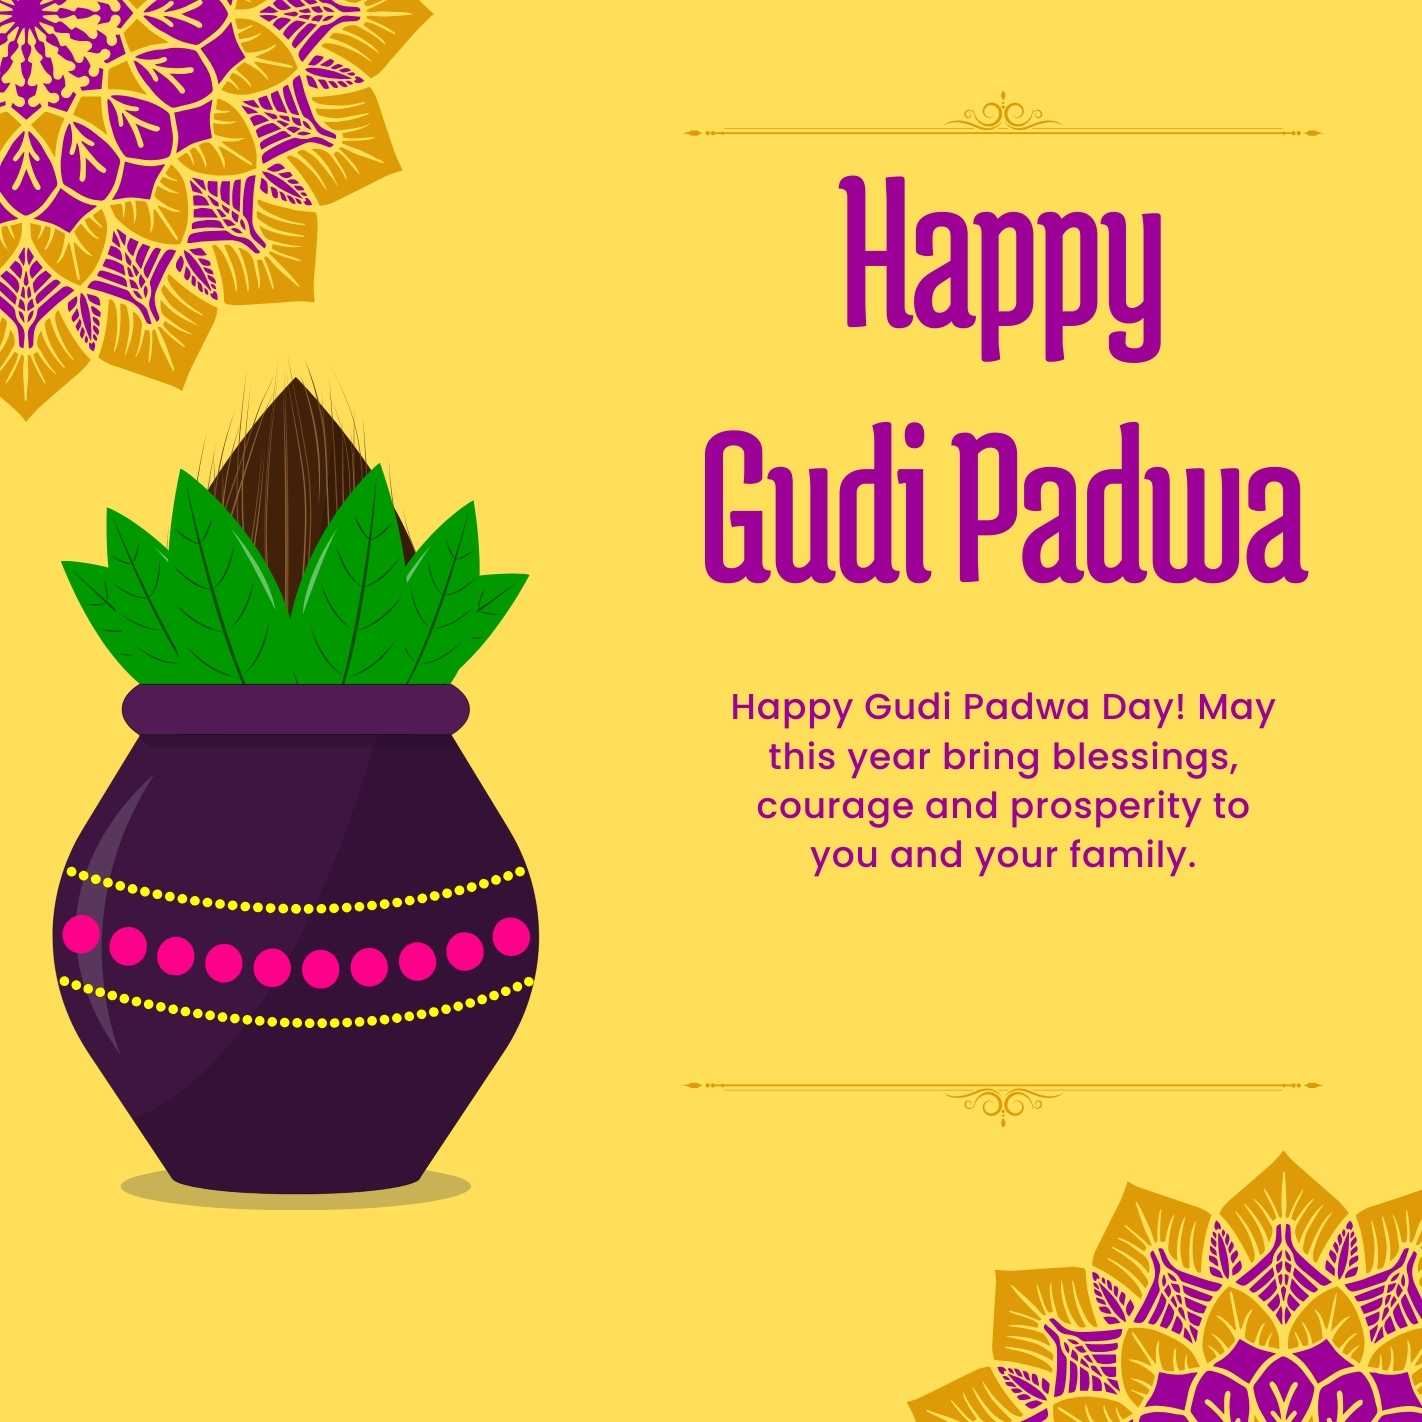 Happy
Gudi Padwa
Happy Gudi Padwa Day! May
this year bring blessings,
courage and prosperity to
you and your family.